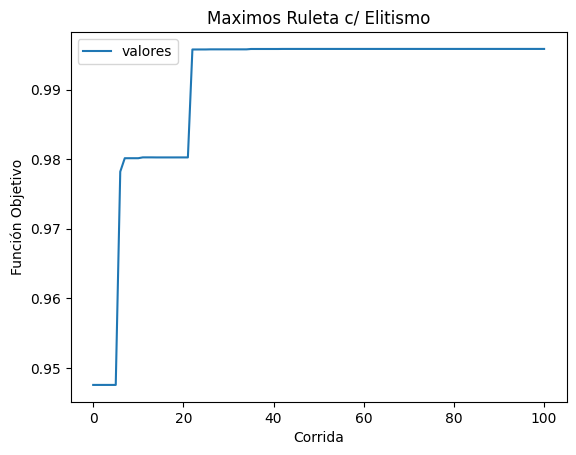 Maximos Ruleta c/ Elitismo
valores
Función Objetivo
0.99
0.98
0.97
0.96
0.95
0 20 40 60 80 100
Corrida